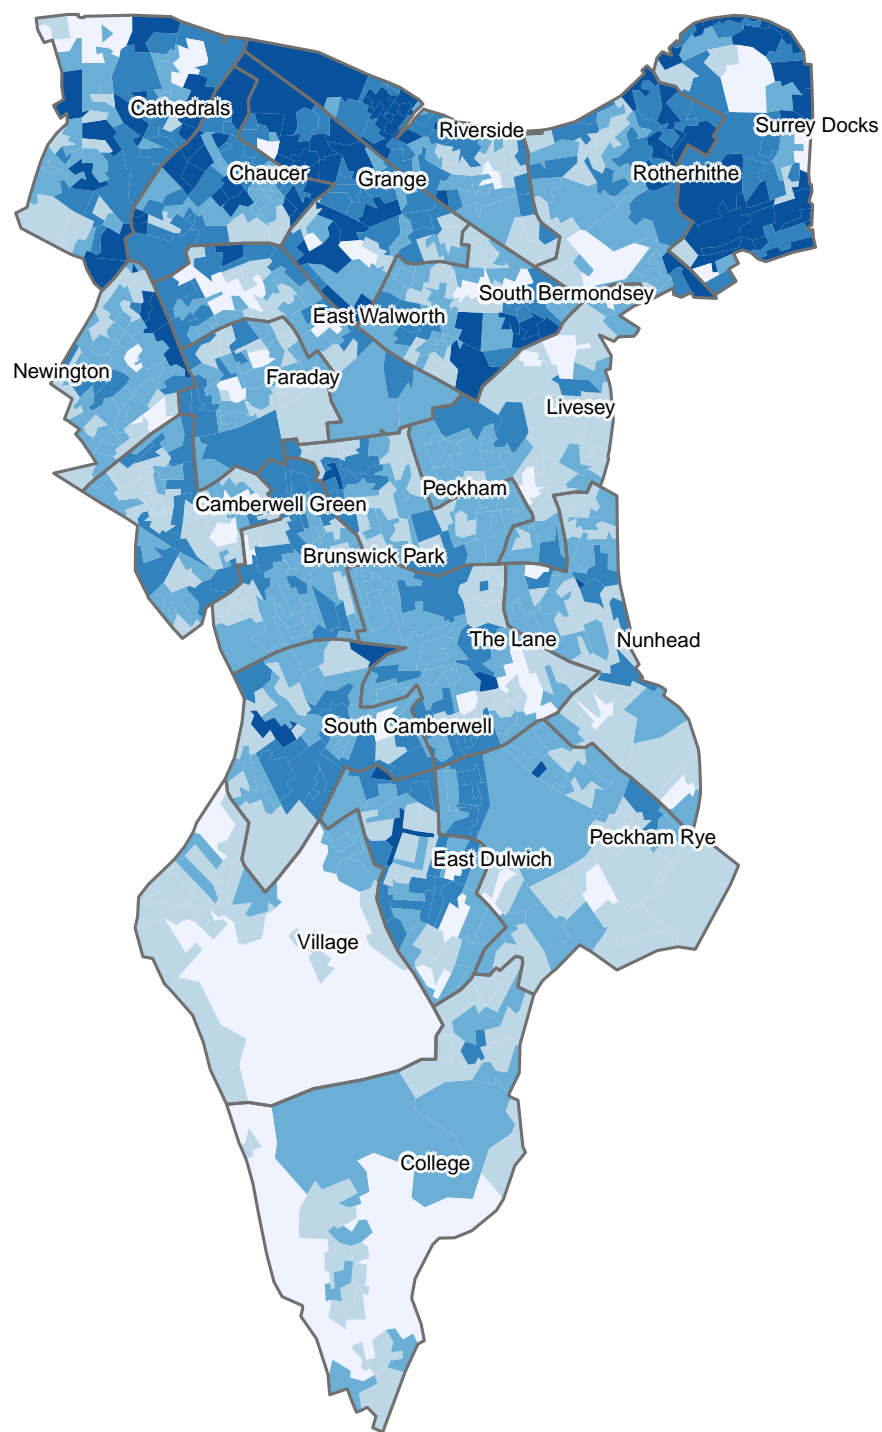 Cathedrals
Surrey Docks
Riverside
Chaucer
Grange
Rotherhithe
South Bermondsey
East Walworth
Newington
Faraday
Livesey
Peckham
Camberwell Green
Brunswick Park
The Lane
Nunhead
South Camberwell
Peckham Rye
East Dulwich
Village
College